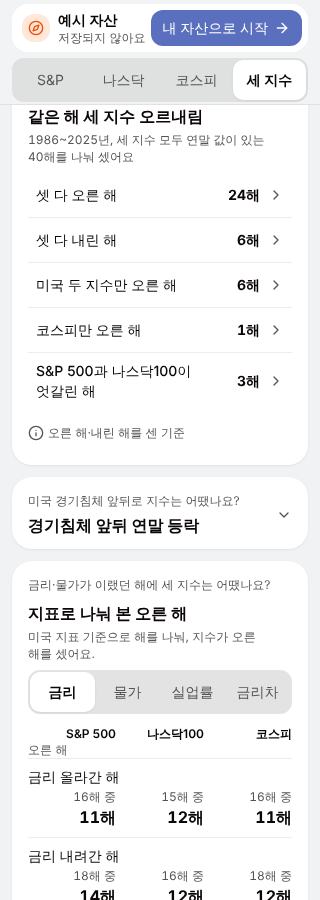 예시 자산
저장되지 않아요
내 자산으로 시작
S&P
나스닥
코스피
세 지수
같은 해 세 지수 오르내림
1986~2025년, 세 지수 모두 연말 값이 있는
40해를 나눠 셌어요
셋 다 오른 해
24해
셋 다 내린 해
6해
미국 두 지수만 오른 해
6해
코스피만 오른 해
1해
S&P 500과 나스닥100이
엇갈린 해
3해
오른 해·내린 해를 센 기준
미국 경기침체 앞뒤로 지수는 어땠나요?
경기침체 앞뒤 연말 등락
금리·물가가 이랬던 해에 세 지수는 어땠나요?
지표로 나눠 본 오른 해
미국 지표 기준으로 해를 나눠, 지수가 오른
해를 셌어요.
금리
물가
실업률
금리차
S&P 500
나스닥100
코스피
오른 해
금리 올라간 해
16해 중
15해 중
16해 중
11해
12해
11해
금리 내려간 해
18해 중
16해 중
18해 중
14해
12해
12해